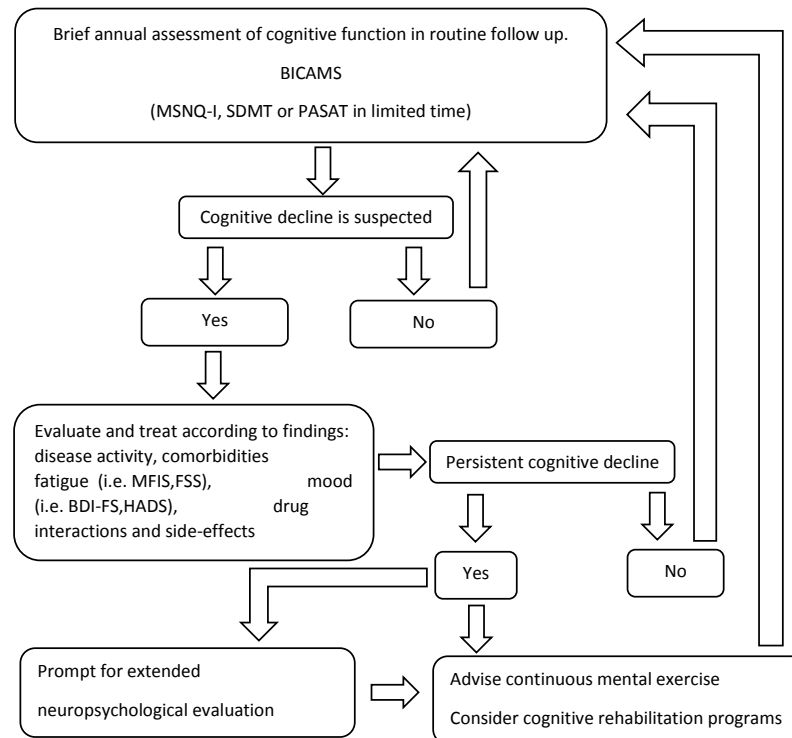 Brief annual assessment of cognitive function in routine follow up.
BICAMS
(MSNQ-I, SDMT or PASAT in limited time)
Cognitive decline is suspected
Yes
No
Evaluate and treat according to findings:
disease activity, comorbidities
fatigue (i.e. MFIS,FSS), mood
(i.e. BDI-FS,HADS), drug
interactions and side-effects
Persistent cognitive decline
Yes
No
Prompt for extended
neuropsychological evaluation
Advise continuous mental exercise
Consider cognitive rehabilitation programs